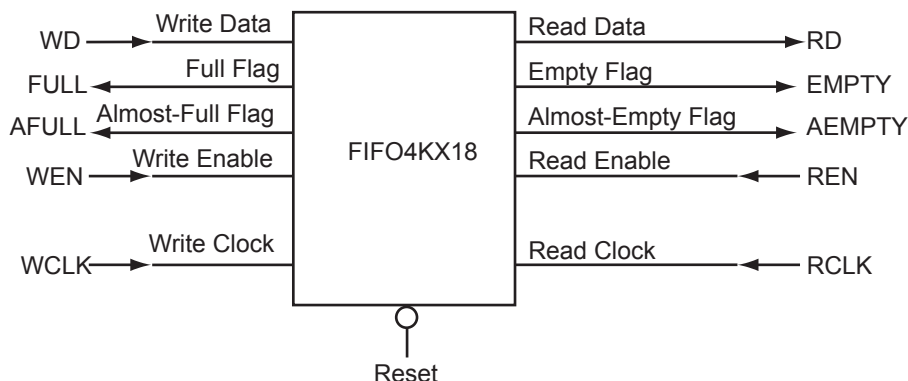 WD Write Data Read Data RD
FULL Full Flag Empty Flag EMPTY
AFULL Almost-Full Flag Almost-Empty Flag AEMPTY
FIFO4KX18
WEN Write Enable Read Enable REN
WCLK Write Clock Read Clock RCLK
Reset